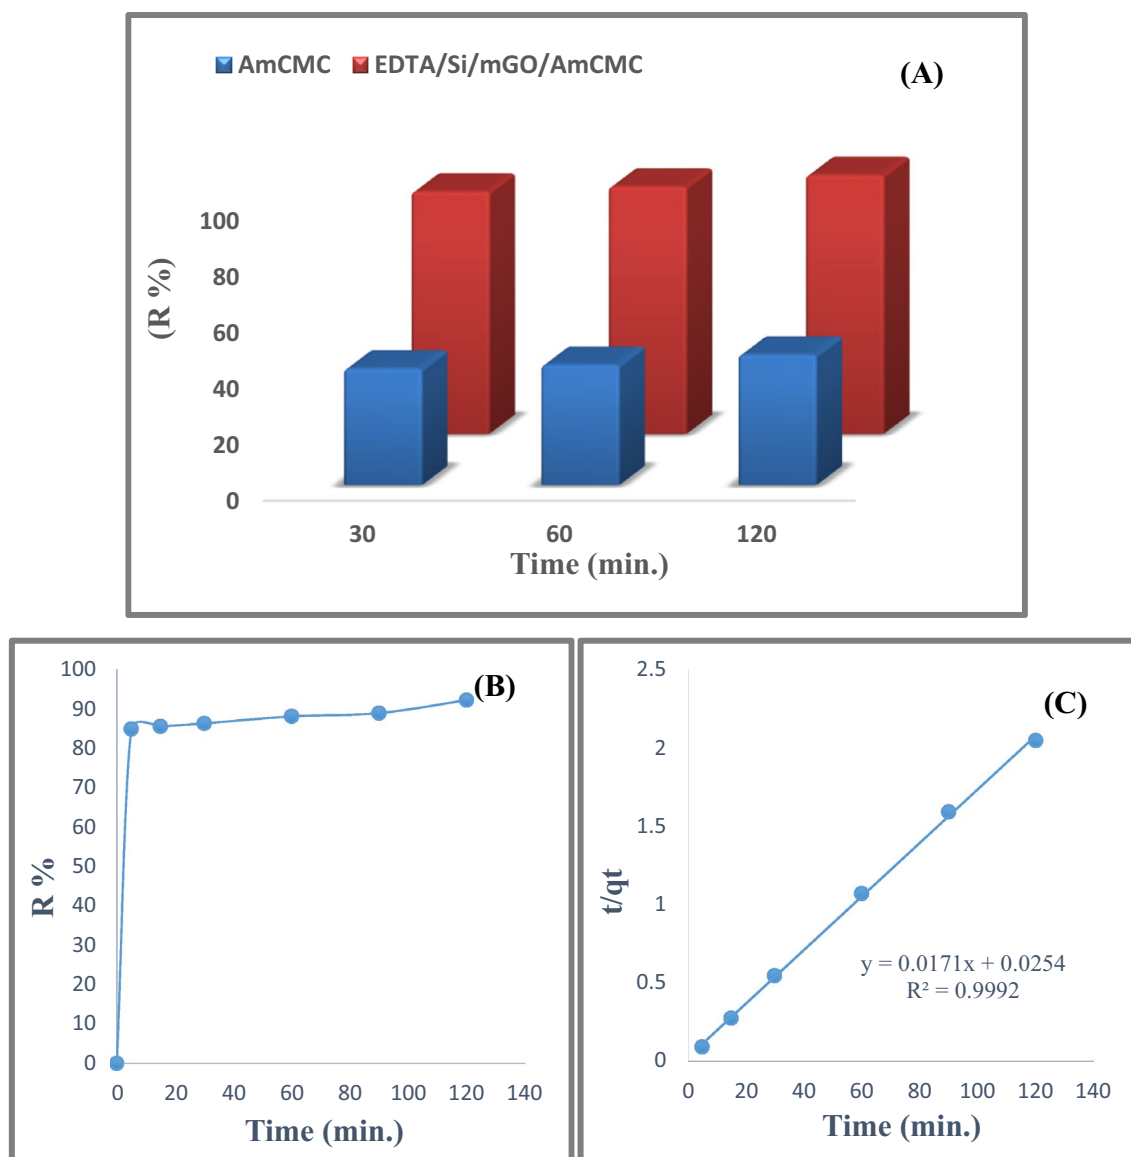 AmCMC EDTA/Si/mGO/AmCMC
(A)
100
80
60
40
20
0
(R %)
30 60 120
Time (min.)
(B)
100
90
80
70
60
50
40
30
20
10
0
R %
0 20 40 60 80 100 120 140
Time (min.)
(C)
2.5
2
1.5
1
0.5
0
t/qt
y = 0.0171x + 0.0254
R² = 0.9992
0 20 40 60 80 100 120 140
Time (min.)